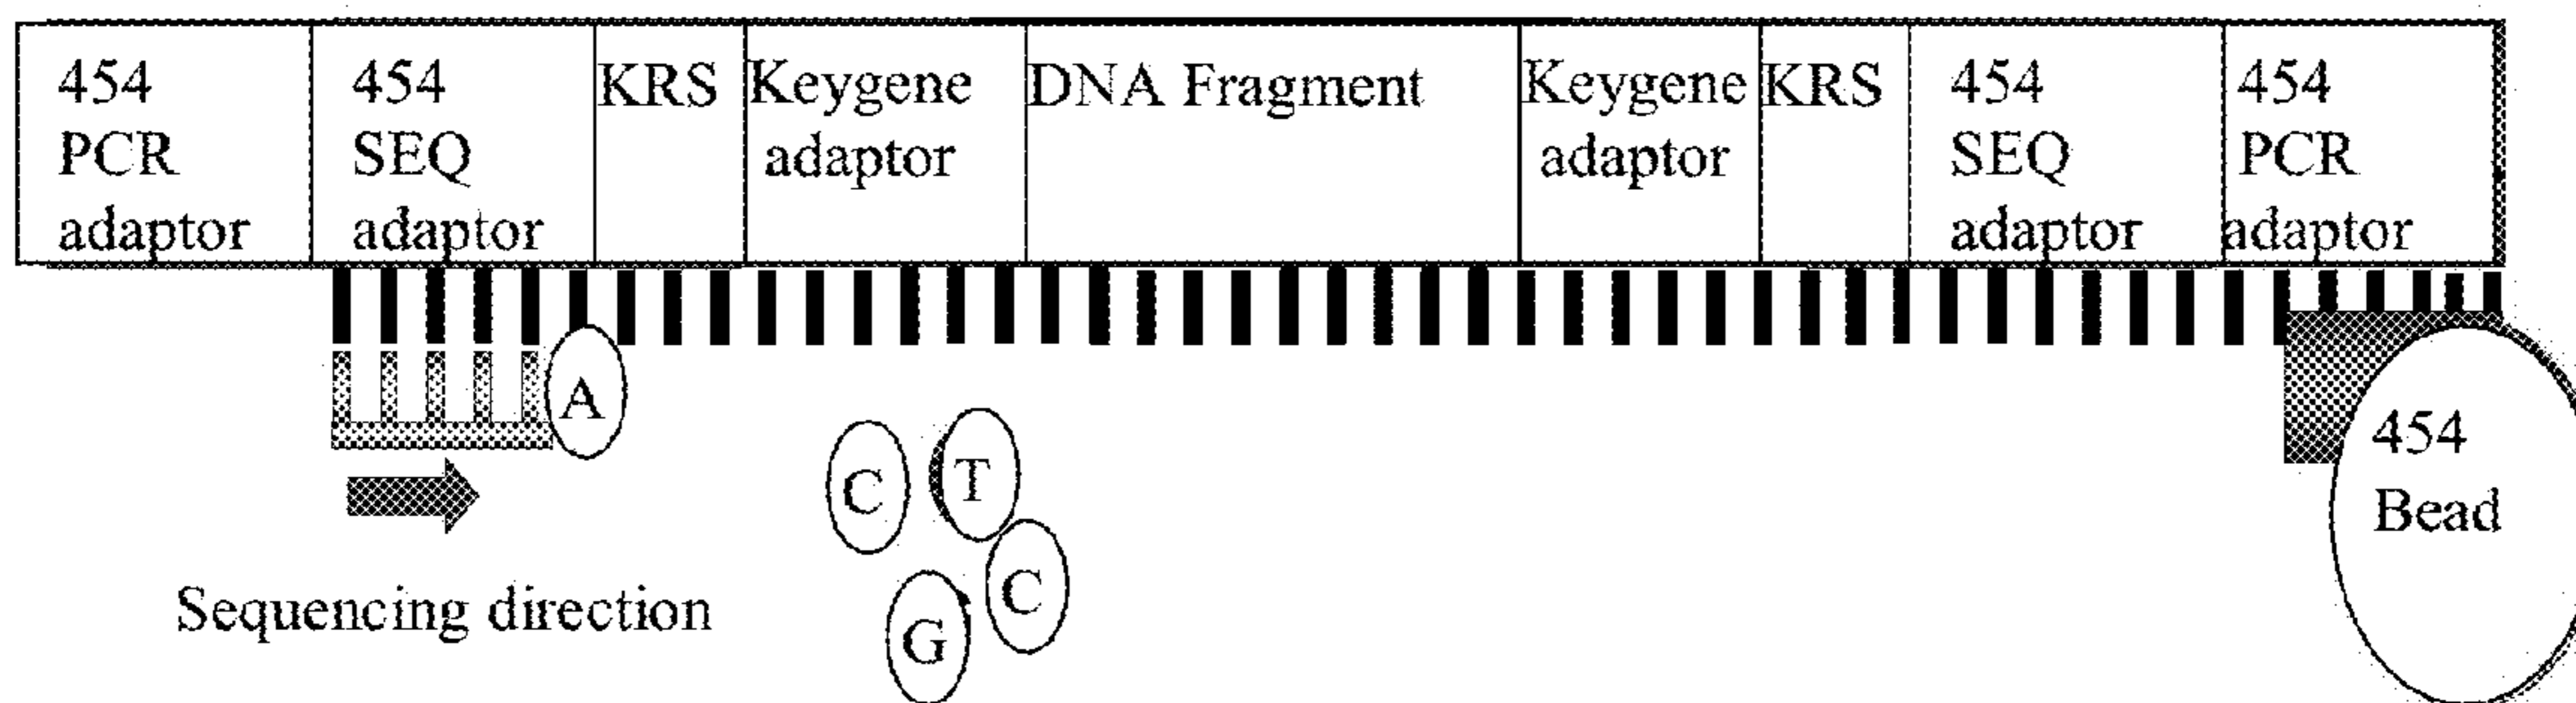 454
PCR
adaptor
454
SEQ
adaptor
KRS
Keygene
adaptor
DNA Fragment
Keygene
adaptor
KRS
454
SEQ
adaptor
454
PCR
adaptor
A
C
T
C
G
Sequencing direction
454
Bead